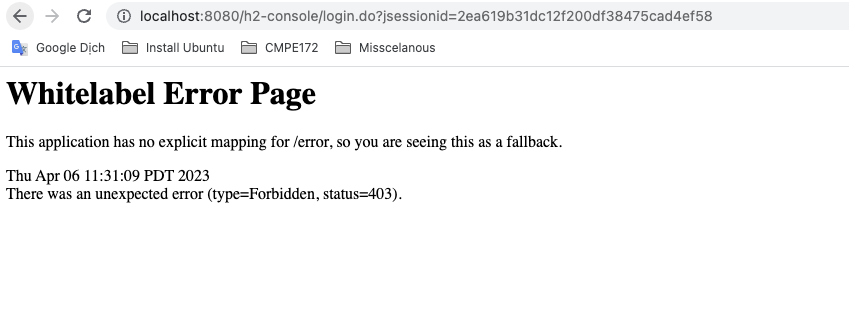 localhost:8080/h2-console/login.do?jsessionid=2ea619b31dc12f200df38475cad4ef58
Google Dịch Install Ubuntu CMPE172 Misscelanous
Whitelabel Error Page
This application has no explicit mapping for /error, so you are seeing this as a fallback.
Thu Apr 06 11:31:09 PDT 2023
There was an unexpected error (type=Forbidden, status=403).